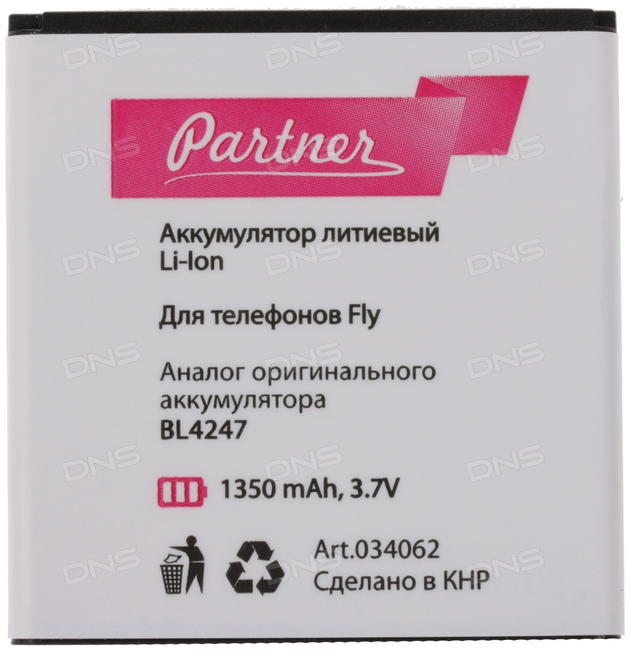 Partner
Аккумулятор литиевый
Li-Ion
Для телефонов Fly
Аналог оригинального
аккумулятора
BL4247
1350 mAh, 3.7V
Art.034062
Сделано в КНР
DNS